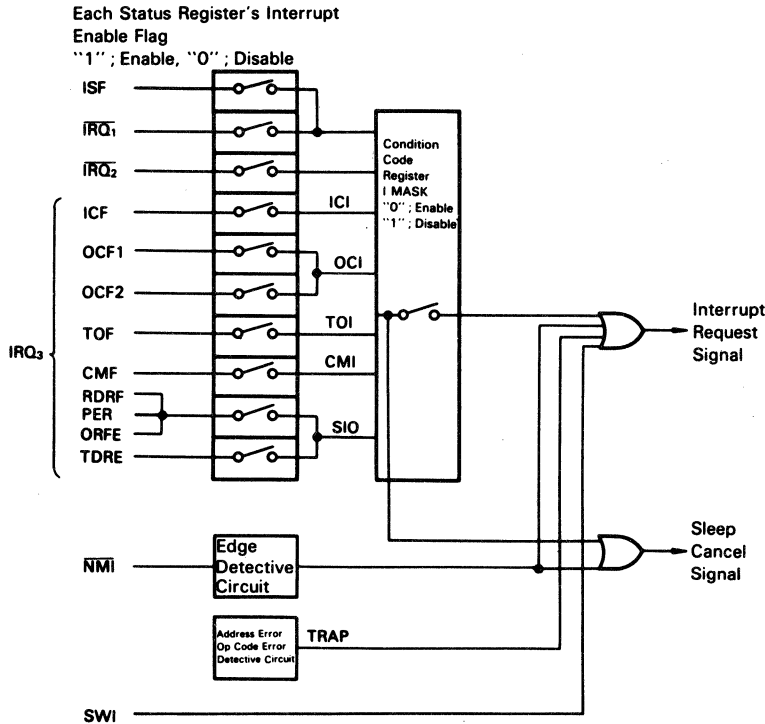 Each Status Register's Interrupt
Enable Flag
``1'' ; Enable, ``0'' ; Disable
ISF
IRQ₁
IRQ₂
ICF
ICI
OCF1
OCI
OCF2
TOF
TOI
IRQ₃
CMF
CMI
RDRF
PER
ORFE
SIO
TDRE
Condition
Code
Register
I MASK
``0'' ; Enable
``1'' ; Disable
Interrupt
Request
Signal
NMI
Edge
Detective
Circuit
Sleep
Cancel
Signal
Address Error
Op Code Error
Detective Circuit
TRAP
SWI